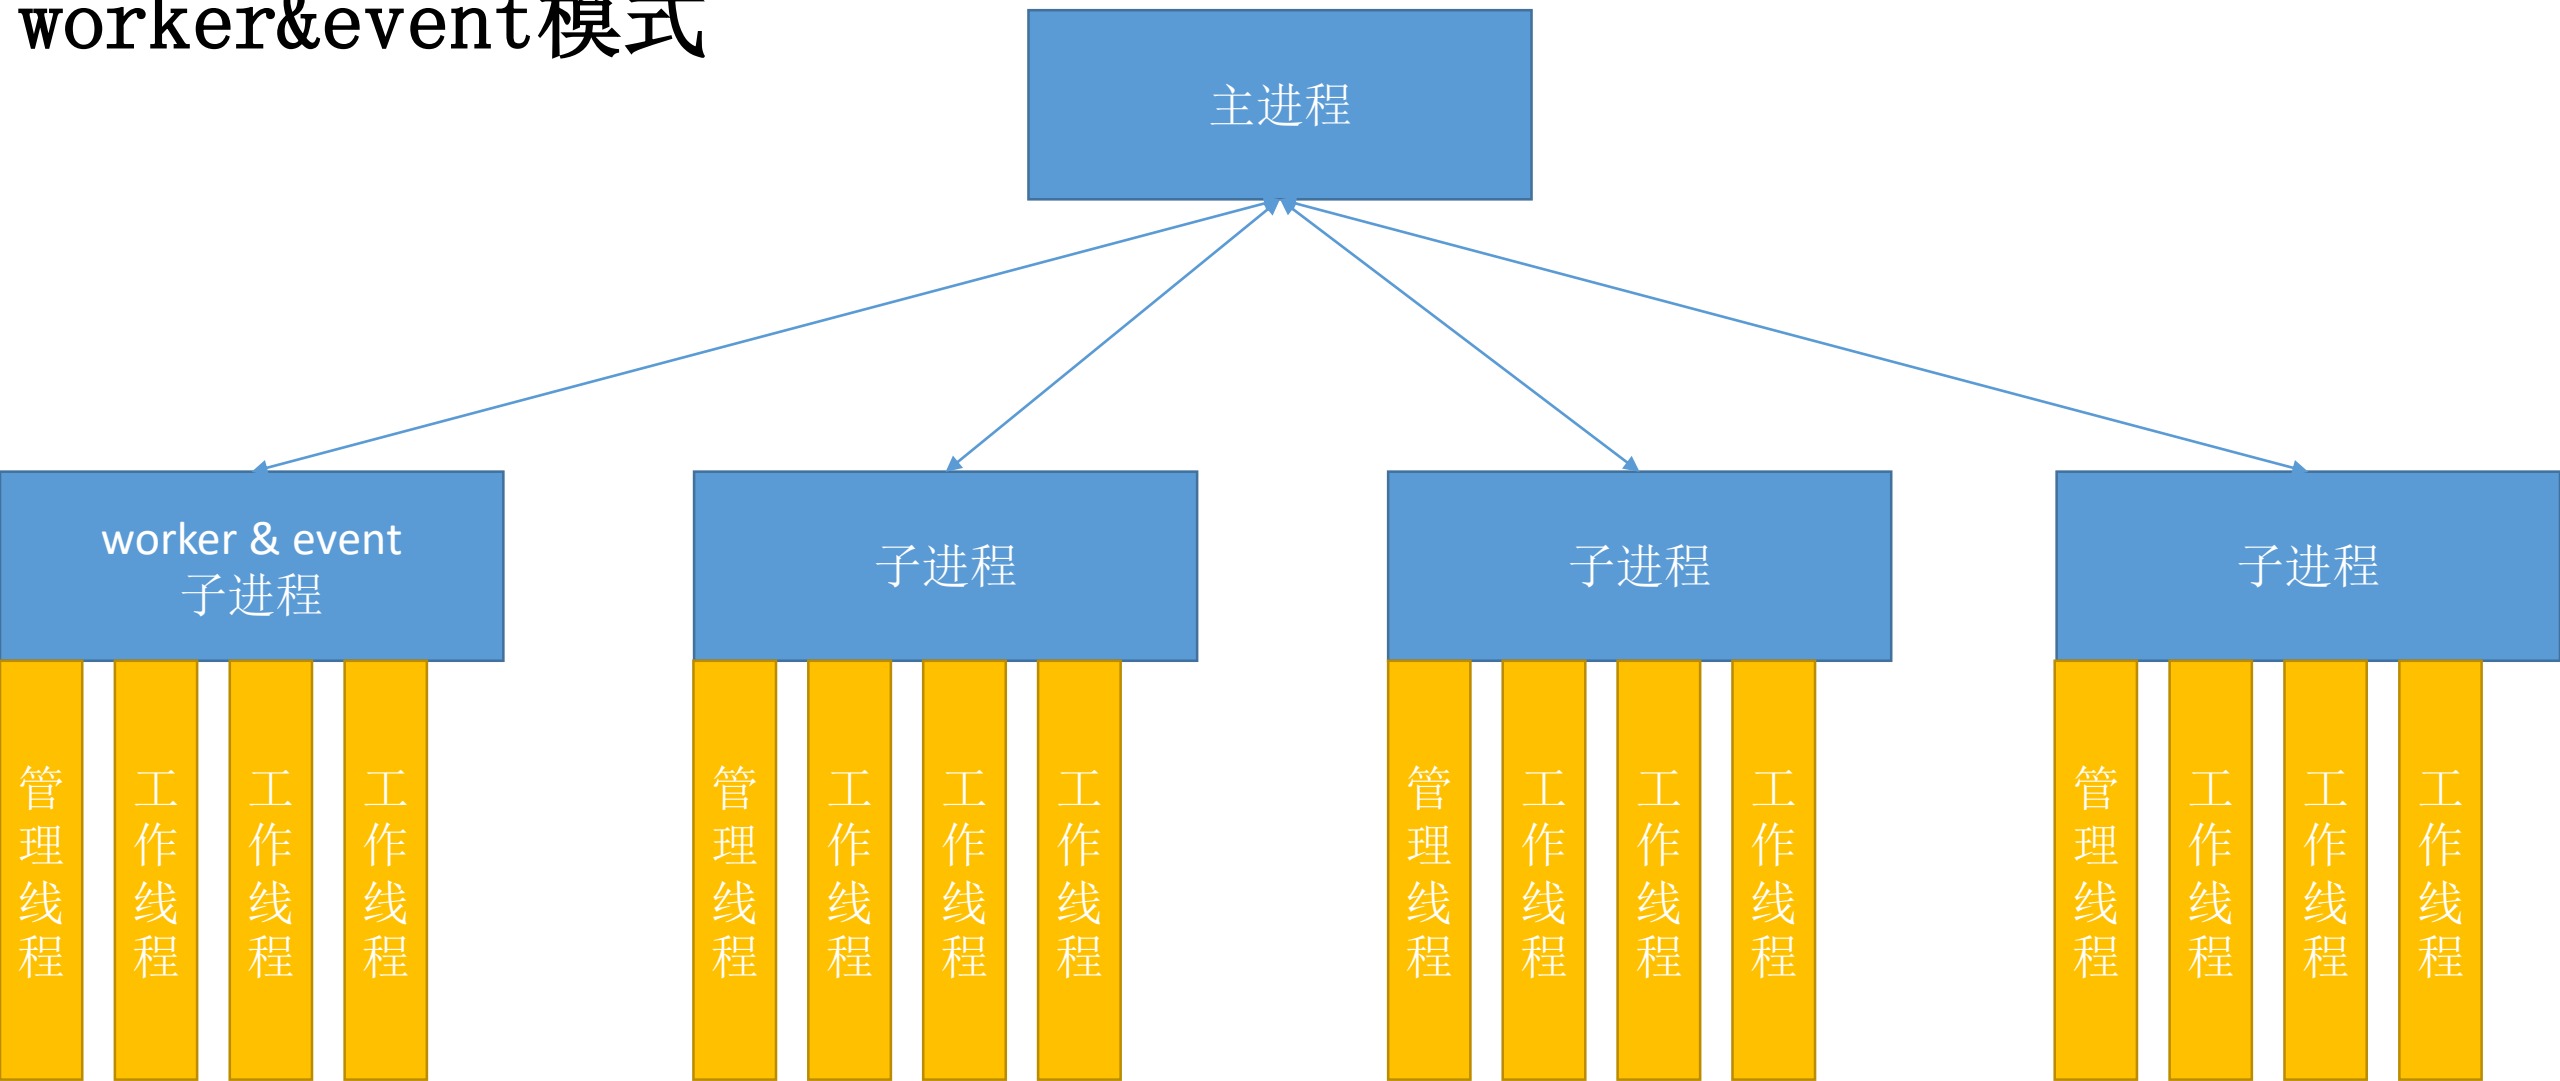 worker&event模式
主进程
worker & event
子进程
子进程
子进程
子进程
管理线程
工作线程
工作线程
工作线程
管理线程
工作线程
工作线程
工作线程
管理线程
工作线程
工作线程
工作线程
管理线程
工作线程
工作线程
工作线程